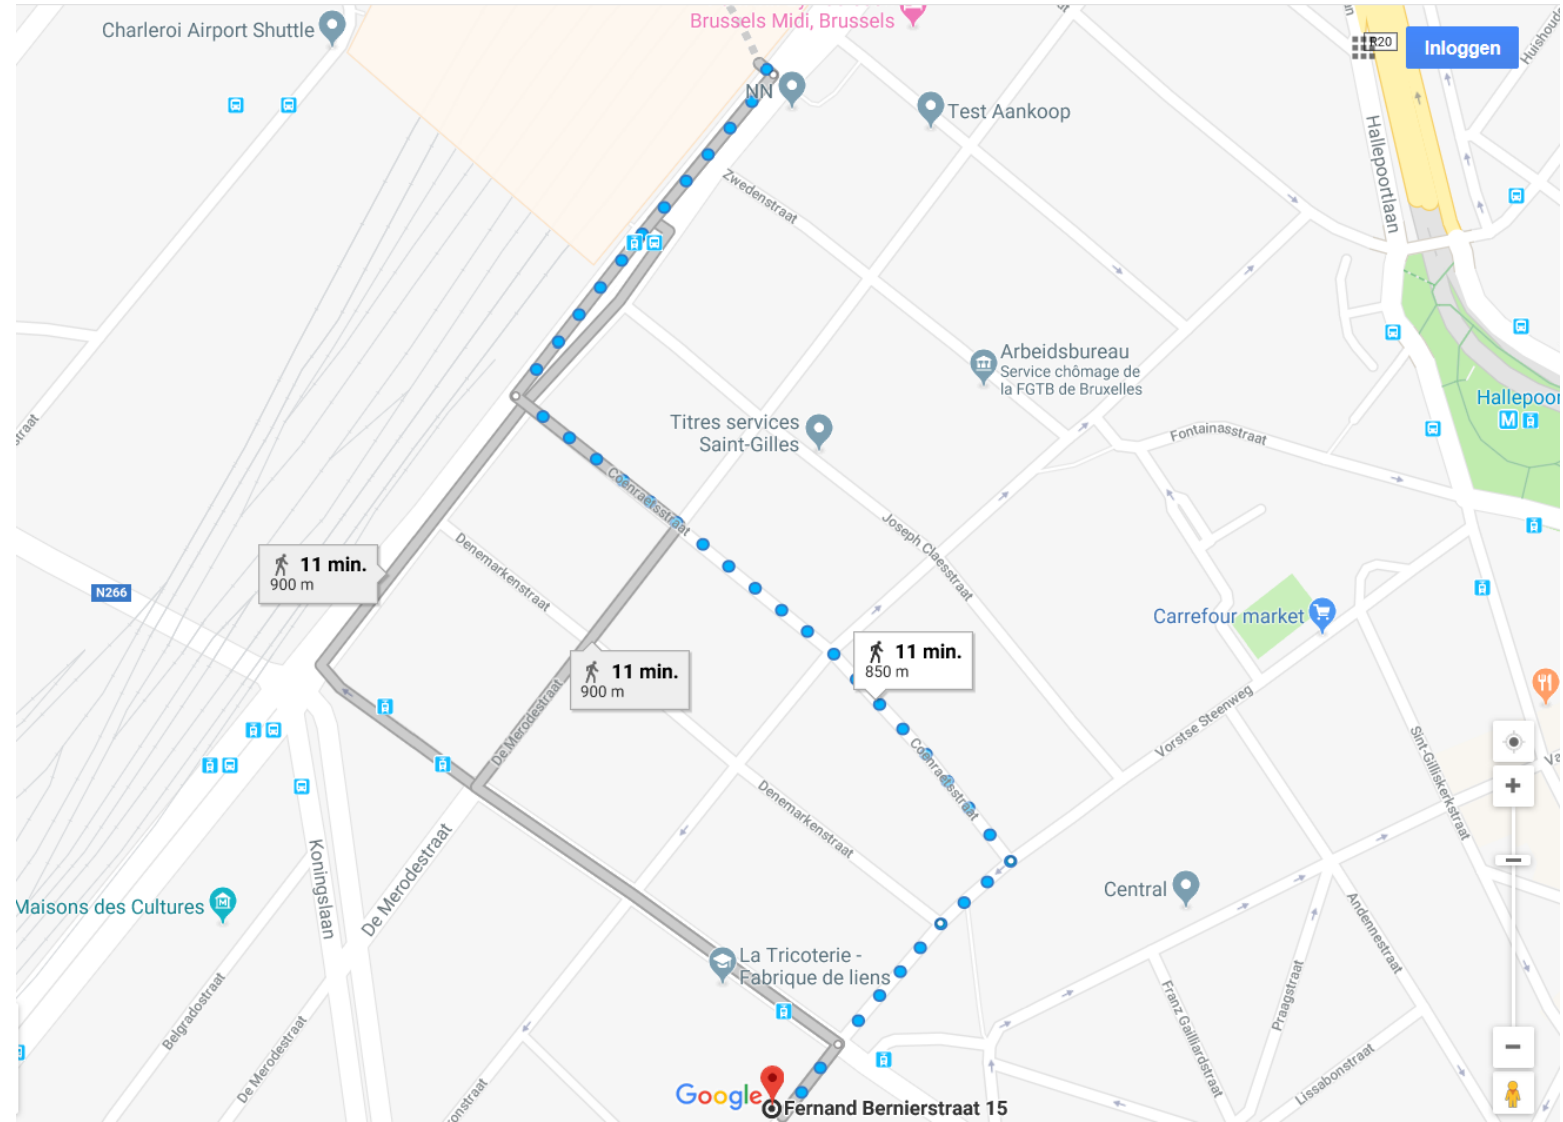 Charleroi Airport Shuttle
Brussels Midi, Brussels
R20
Inloggen
NN
Test Aankoop
Hallepoortlaan
Zwedenstraat
Arbeidsbureau
Service chômage de
la FGTB de Bruxelles
Hallepoor
M
Titres services
Saint-Gilles
Fontainasstraat
Coenraetsstraat
Joseph Claesstraat
Denemarkenstraat
11 min.
900 m
N266
Carrefour market
11 min.
850 m
11 min.
900 m
De Merodestraat
Vorstse Steenweg
Sint-Gilliskerkstraat
Coenraetsstraat
Denemarkenstraat
Koningslaan
De Merodestraat
Maisons des Cultures
Central
Andennestraat
La Tricoterie -
Fabrique de liens
Belgradostraat
De Merodestraat
Franz Gailliardstraat
Praagstraat
Lissabonstraat
Google
Fernand Bernierstraat 15